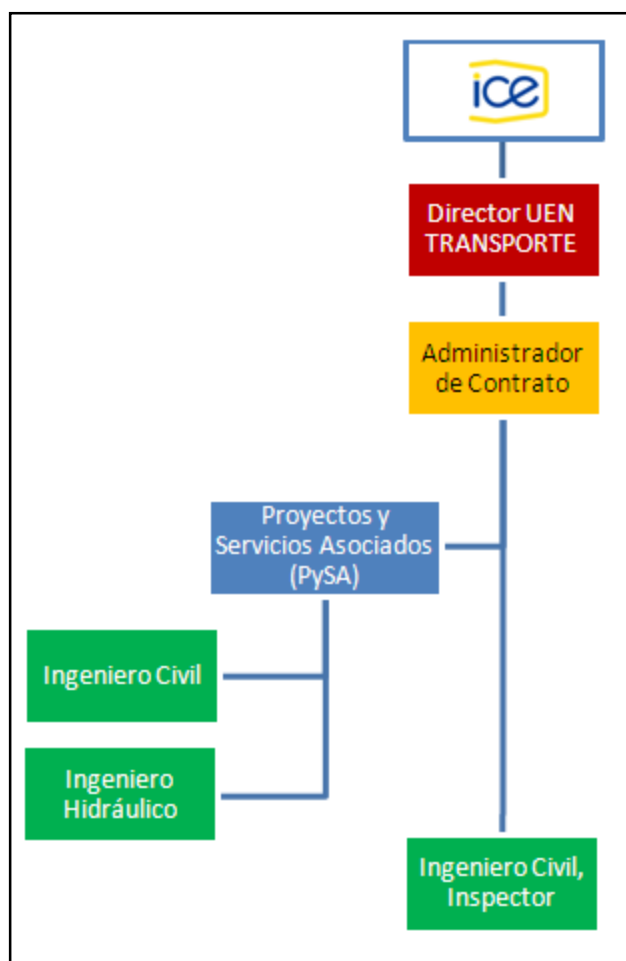 ice
Director UEN
TRANSPORTE
Administrador
de Contrato
Proyectos y
Servicios Asociados
(PySA)
Ingeniero Civil
Ingeniero
Hidráulico
Ingeniero Civil,
Inspector